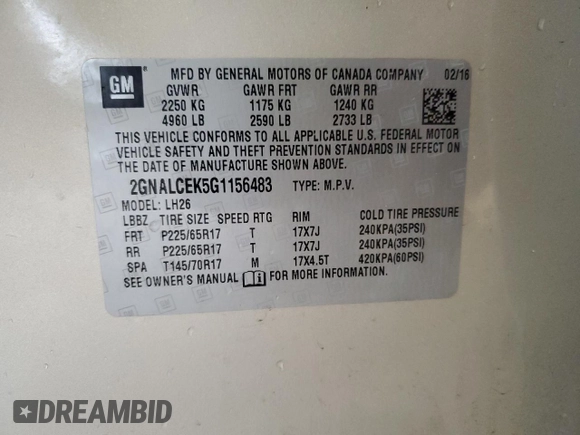 GM MFD BY GENERAL MOTORS OF CANADA COMPANY 02/16
GVWR GAWR FRT GAWR RR
2250 KG 1175 KG 1240 KG
4960 LB 2590 LB 2733 LB
THIS VEHICLE CONFORMS TO ALL APPLICABLE U.S. FEDERAL MOTOR
VEHICLE SAFETY AND THEFT PREVENTION STANDARDS IN EFFECT ON
THE DATE OF MANUFACTURE SHOWN ABOVE.
2GNALCEK5G1156483 TYPE: M.P.V.
MODEL: LH26
LBBZ TIRE SIZE SPEED RTG RIM COLD TIRE PRESSURE
FRT P225/65R17 T 17X7J 240KPA(35PSI)
RR P225/65R17 T 17X7J 240KPA(35PSI)
SPA T145/70R17 M 17X4.5T 420KPA(60PSI)
SEE OWNER'S MANUAL FOR MORE INFORMATION.
DREAMBID